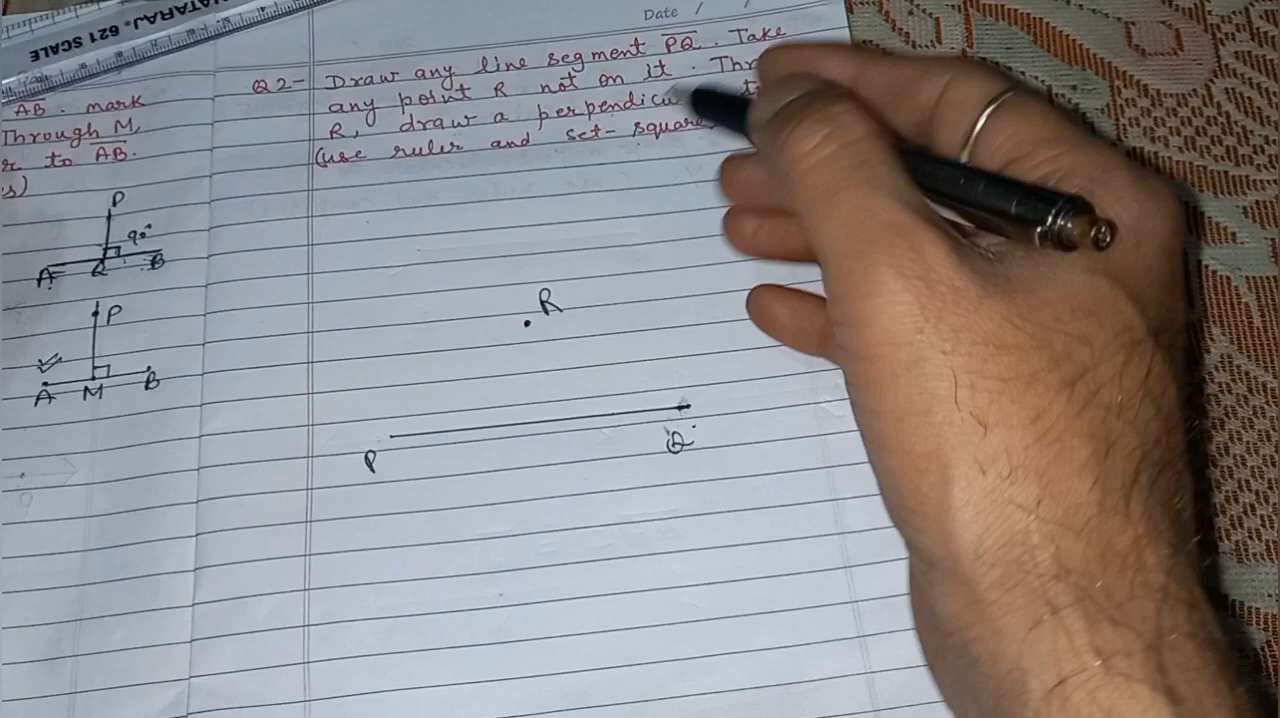 NATARAJ. 621 SCALE
Date / /
AB. mark
Through M,
to AB.
s)
Q2- Draw any line segment PQ. Take
any point R not on it. Thr
R, draw a perpendicu
(use ruler and set-square
P
90°
A Q B
P
A M B
R
P
Q